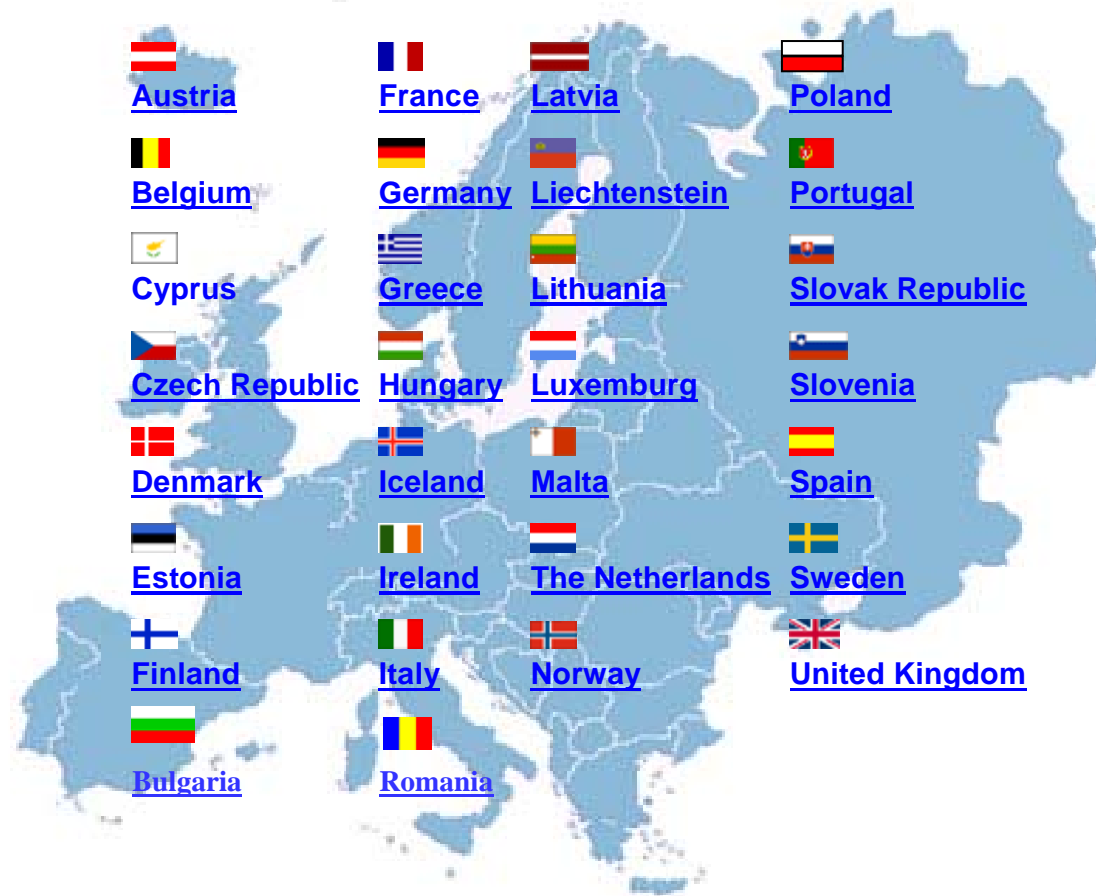 Austria France Latvia Poland
Belgium Germany Liechtenstein Portugal
Cyprus Greece Lithuania Slovak Republic
Czech Republic Hungary Luxemburg Slovenia
Denmark Iceland Malta Spain
Estonia Ireland The Netherlands Sweden
Finland Italy Norway United Kingdom
Bulgaria Romania